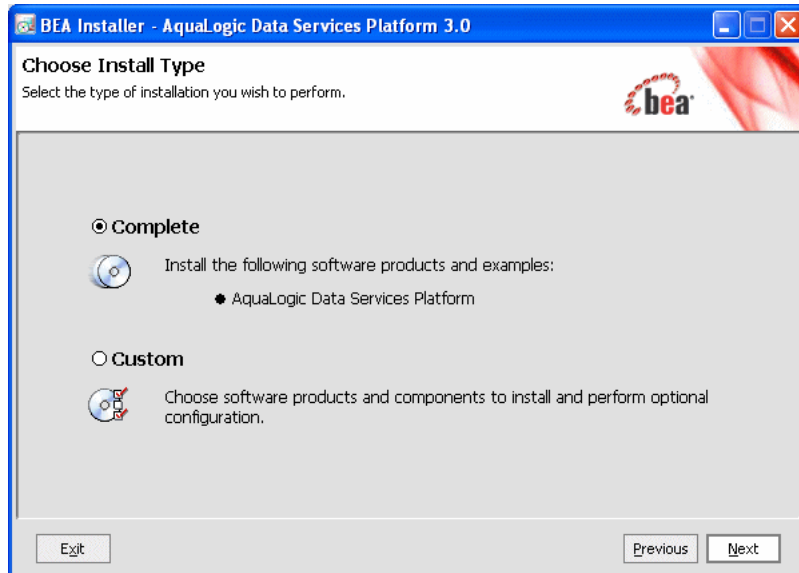 BEA Installer - AquaLogic Data Services Platform 3.0
Choose Install Type
Select the type of installation you wish to perform.
bea
Complete
Install the following software products and examples:
AquaLogic Data Services Platform
Custom
Choose software products and components to install and perform optional
configuration.
Exit
Previous
Next